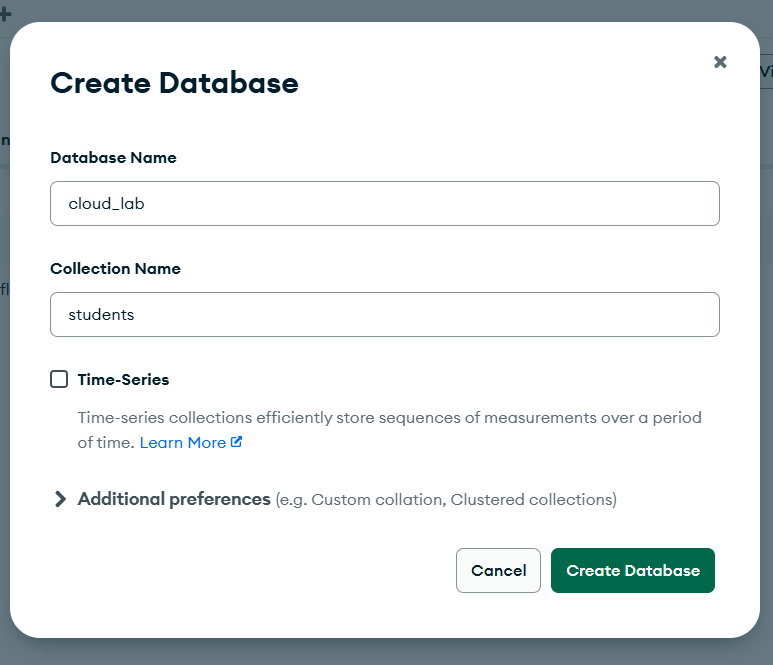 Create Database
Database Name
cloud_lab
Collection Name
students
Time-Series
Time-series collections efficiently store sequences of measurements over a period
of time. Learn More
Additional preferences (e.g. Custom collation, Clustered collections)
Cancel
Create Database